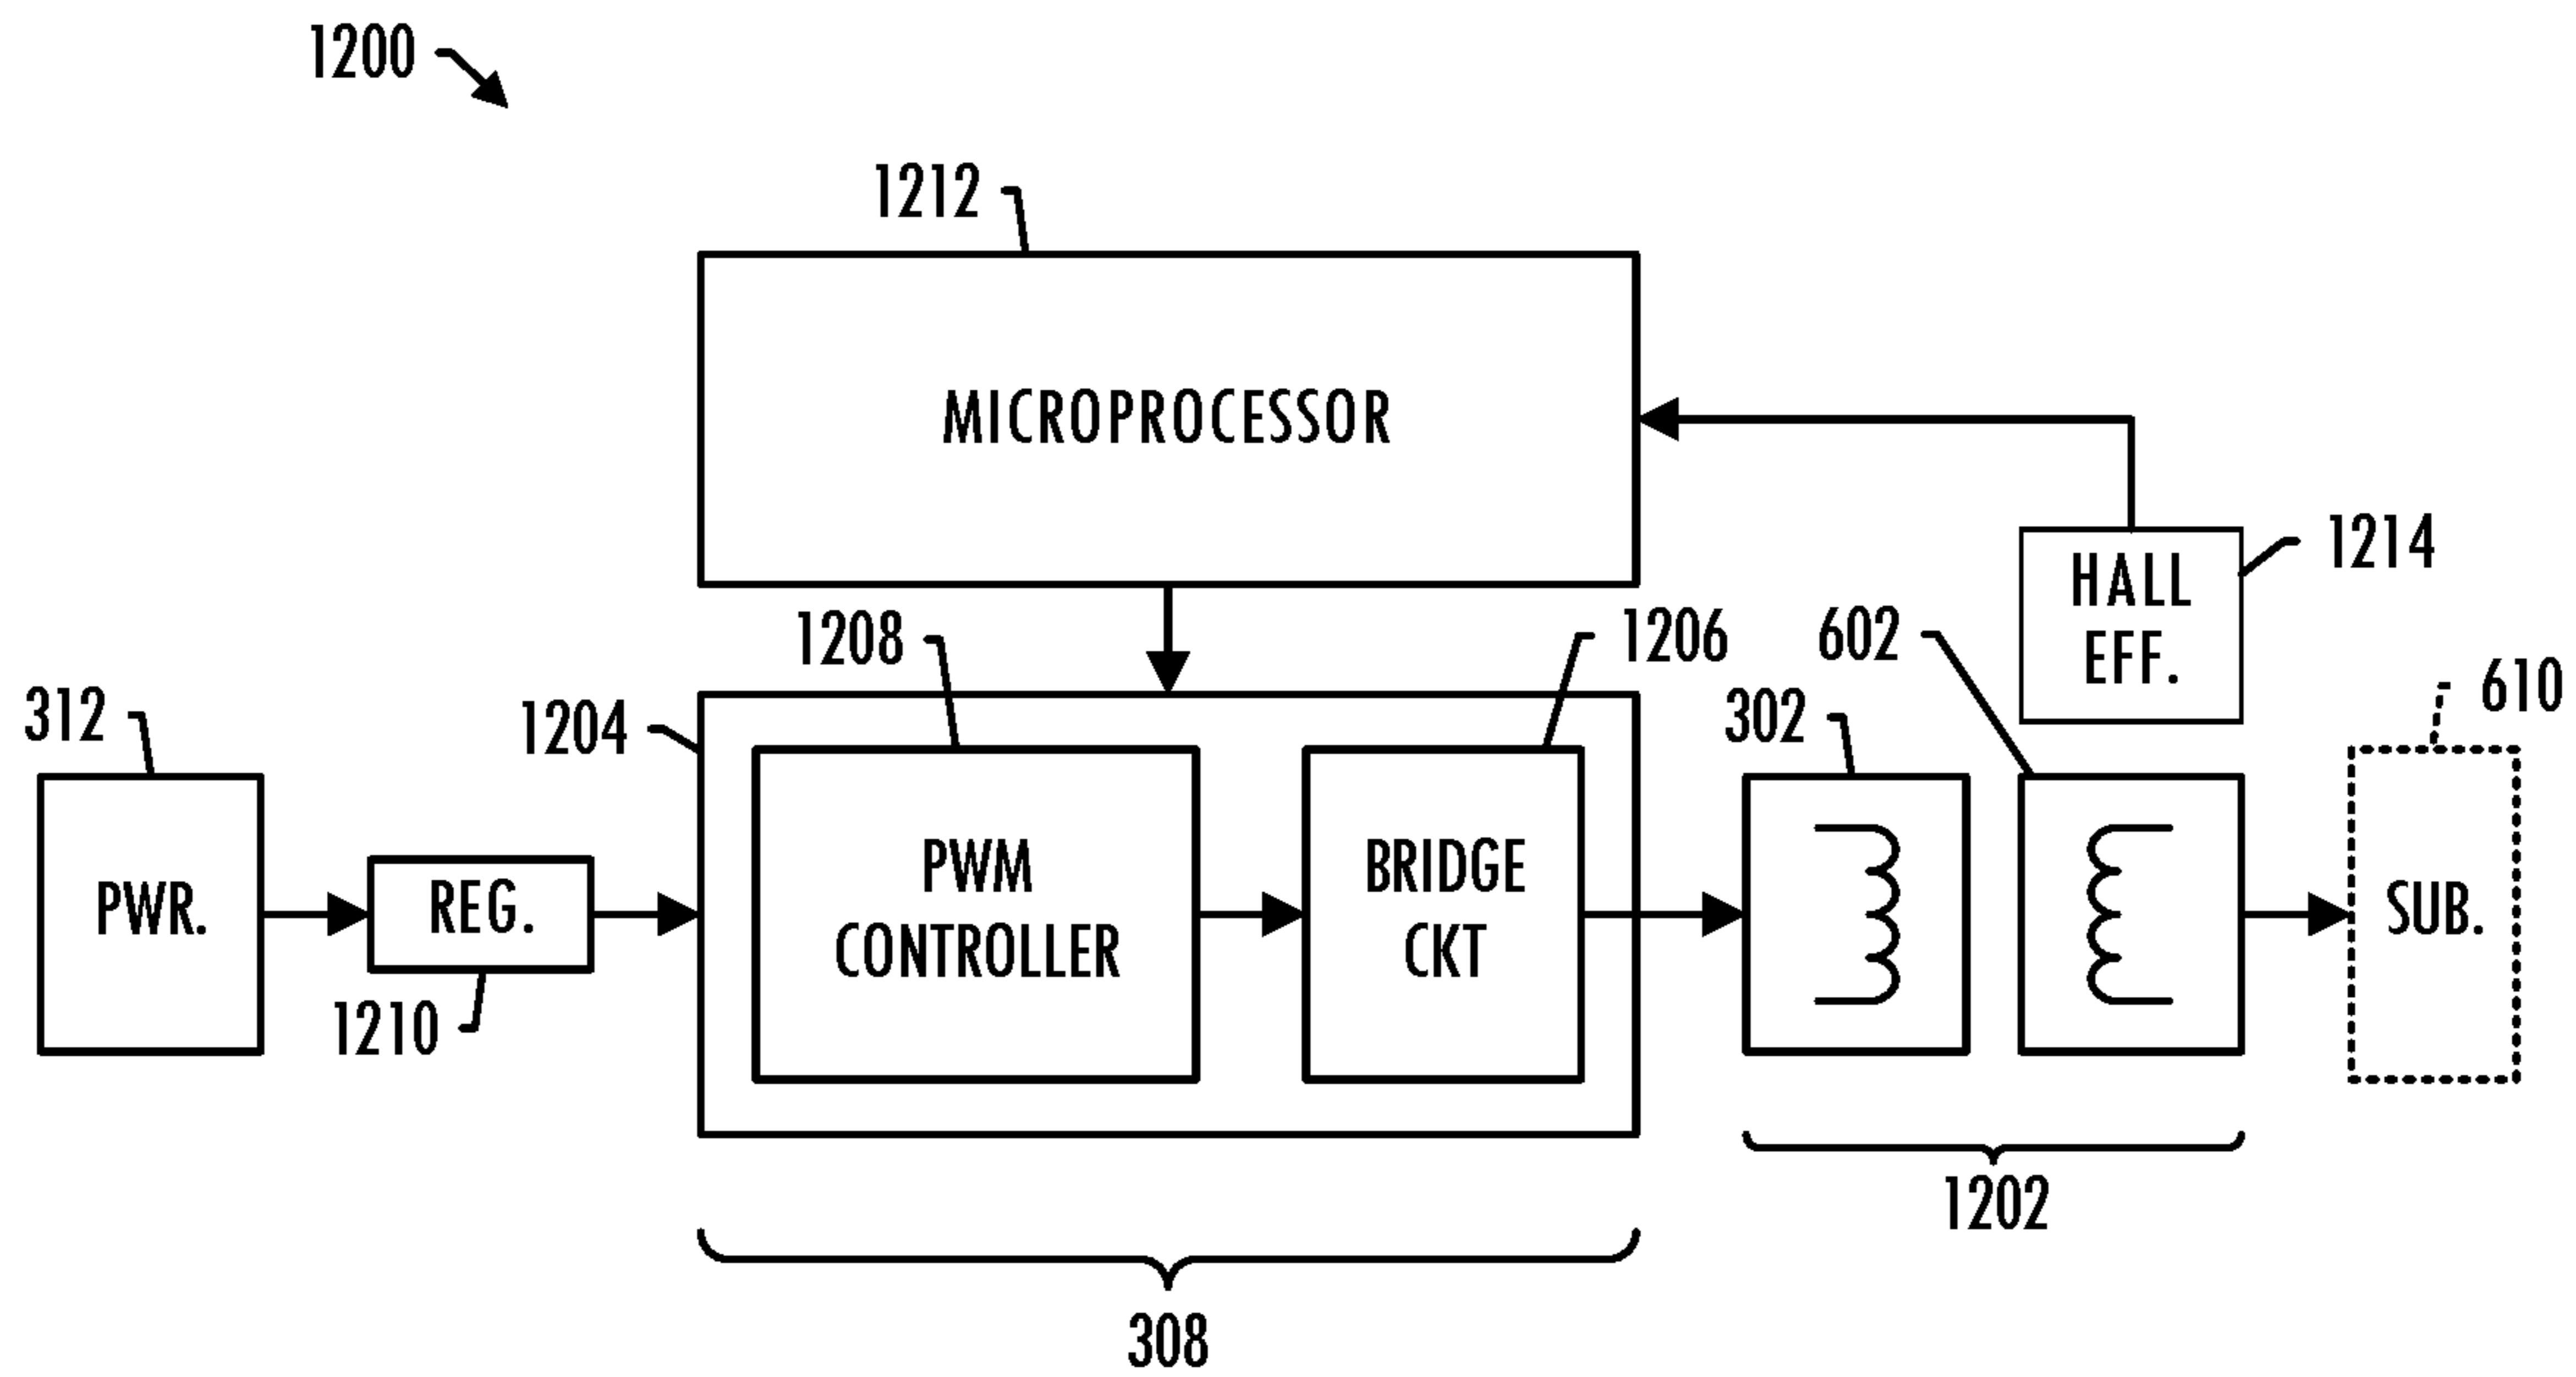 1200
1212
MICROPROCESSOR
1214
HALL
EFF.
1208
1206
602
610
312
1204
302
PWR.
REG.
PWM
CONTROLLER
BRIDGE
CKT
SUB.
1210
1202
308